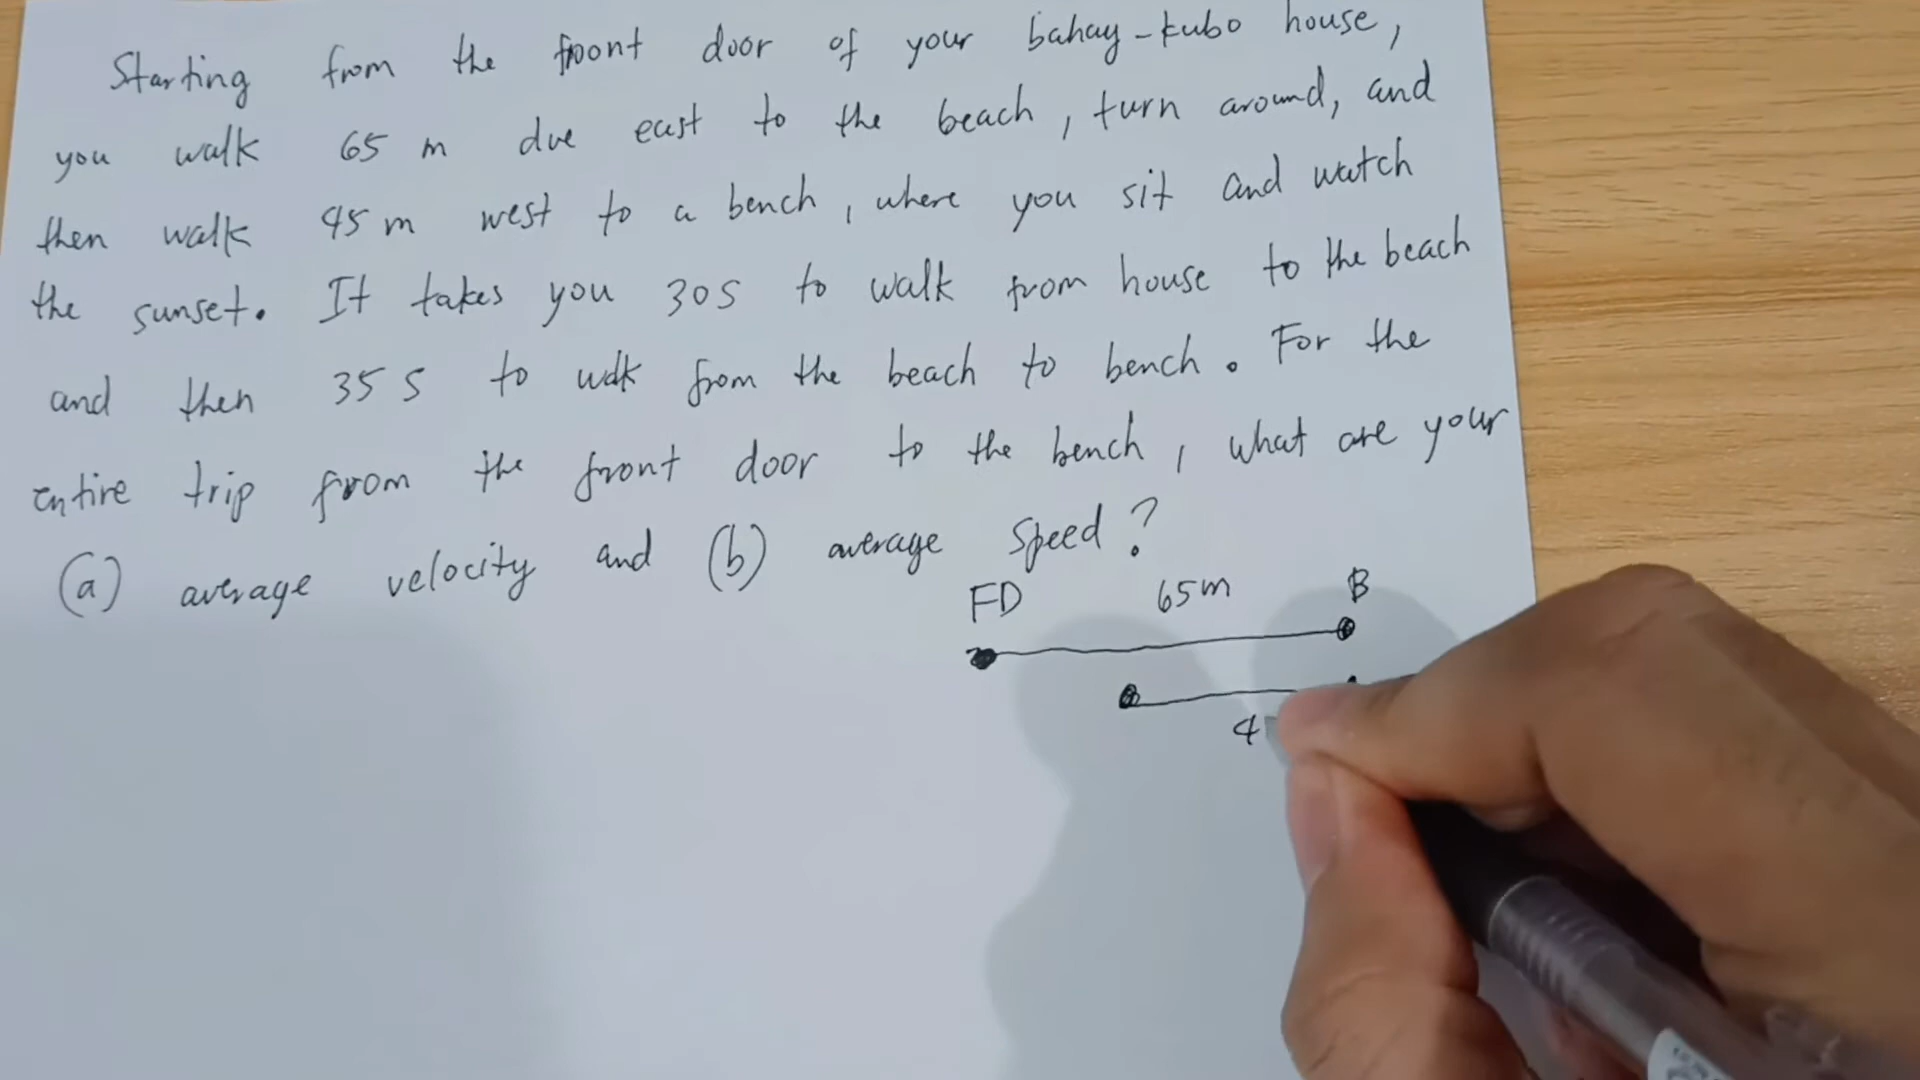 Starting from the front door of your bahay-kubo house,
you walk 65 m due east to the beach, turn around, and
then walk 45 m west to a bench, where you sit and watch
the sunset. It takes you 30 s to walk from house to the beach
and then 35 s to walk from the beach to bench. For the
entire trip from the front door to the bench, what are your
(a) average velocity and (b) average speed?
FD 65m B
4